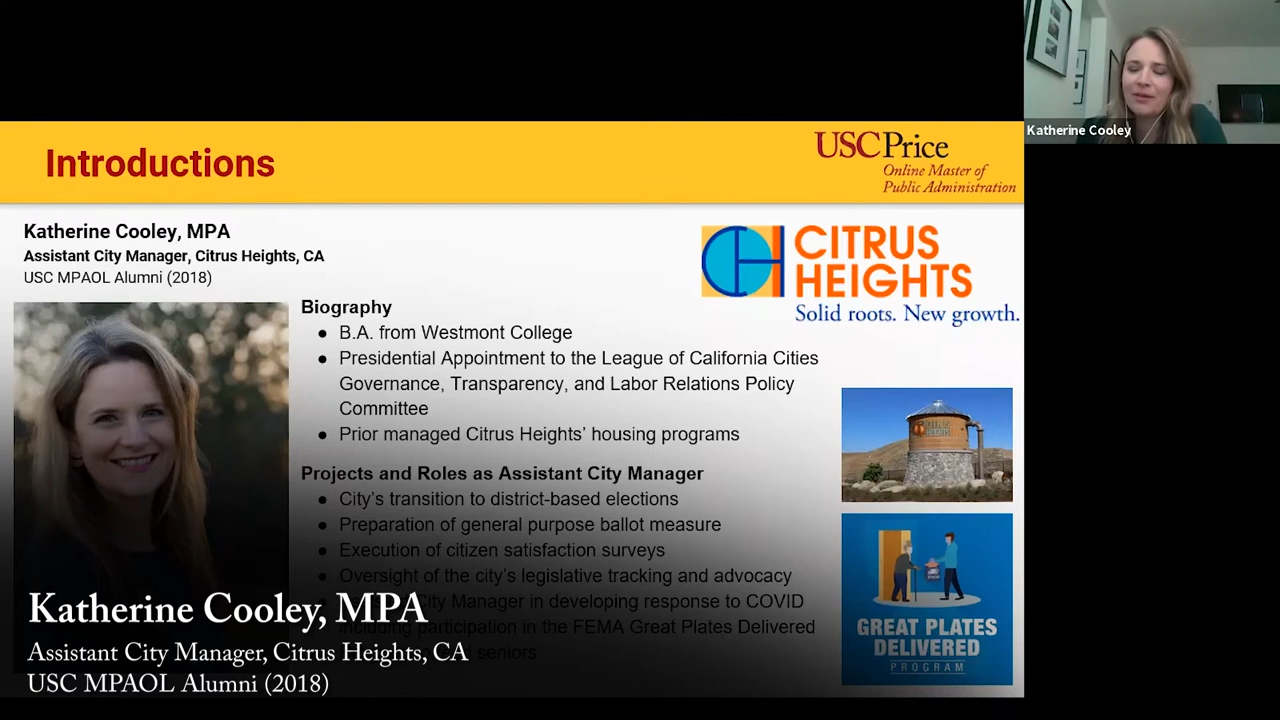 Katherine Cooley
Introductions
USC Price
Online Master of
Public Administration
Katherine Cooley, MPA
Assistant City Manager, Citrus Heights, CA
USC MPAOL Alumni (2018)
CITRUS
HEIGHTS
Solid roots. New growth.
Biography
● B.A. from Westmont College
● Presidential Appointment to the League of California Cities
Governance, Transparency, and Labor Relations Policy
Committee
● Prior managed Citrus Heights' housing programs
Projects and Roles as Assistant City Manager
● City's transition to district-based elections
● Preparation of general purpose ballot measure
● Execution of citizen satisfaction surveys
● Oversight of the city's legislative tracking and advocacy
City Manager in developing response to COVID
including participation in the FEMA Great Plates Delivered
seniors
GREAT PLATES
DELIVERED
PROGRAM
Katherine Cooley, MPA
Assistant City Manager, Citrus Heights, CA
USC MPAOL Alumni (2018)